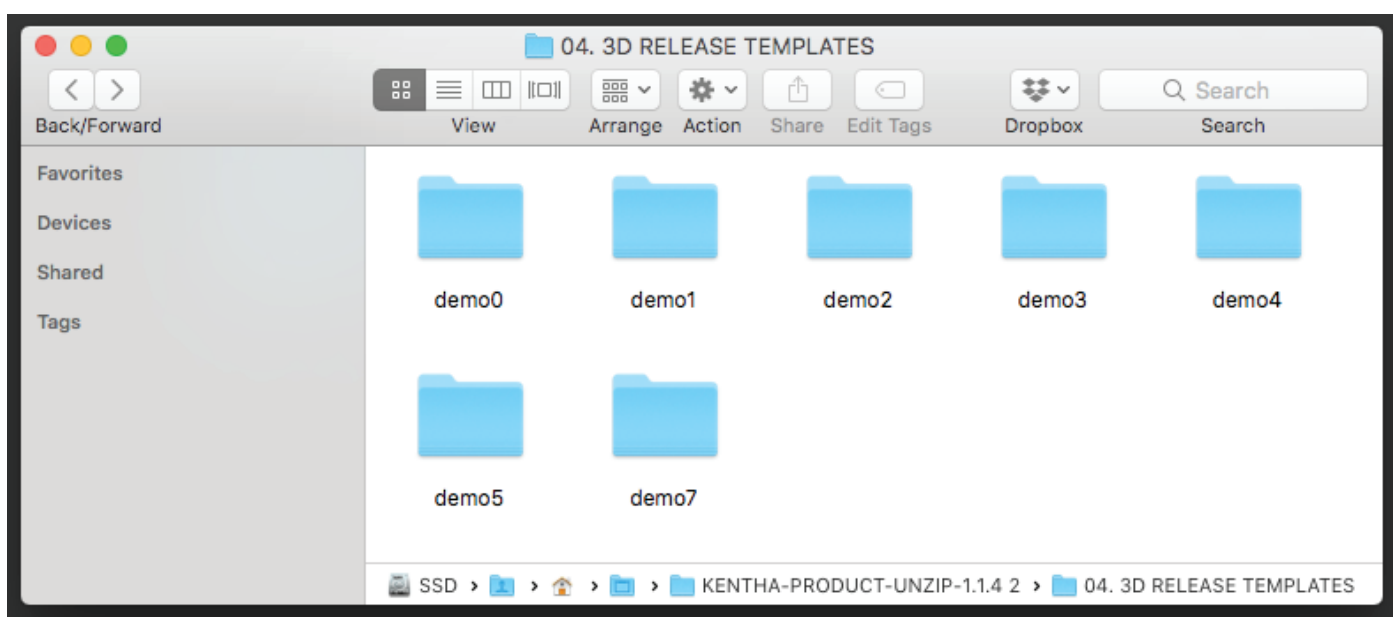 04. 3D RELEASE TEMPLATES
Search
Back/Forward View Arrange Action Share Edit Tags Dropbox Search
Favorites
Devices
Shared
Tags
demo0 demo1 demo2 demo3 demo4
demo5 demo7
SSD › › › › KENTHA-PRODUCT-UNZIP-1.1.4 2 › 04. 3D RELEASE TEMPLATES